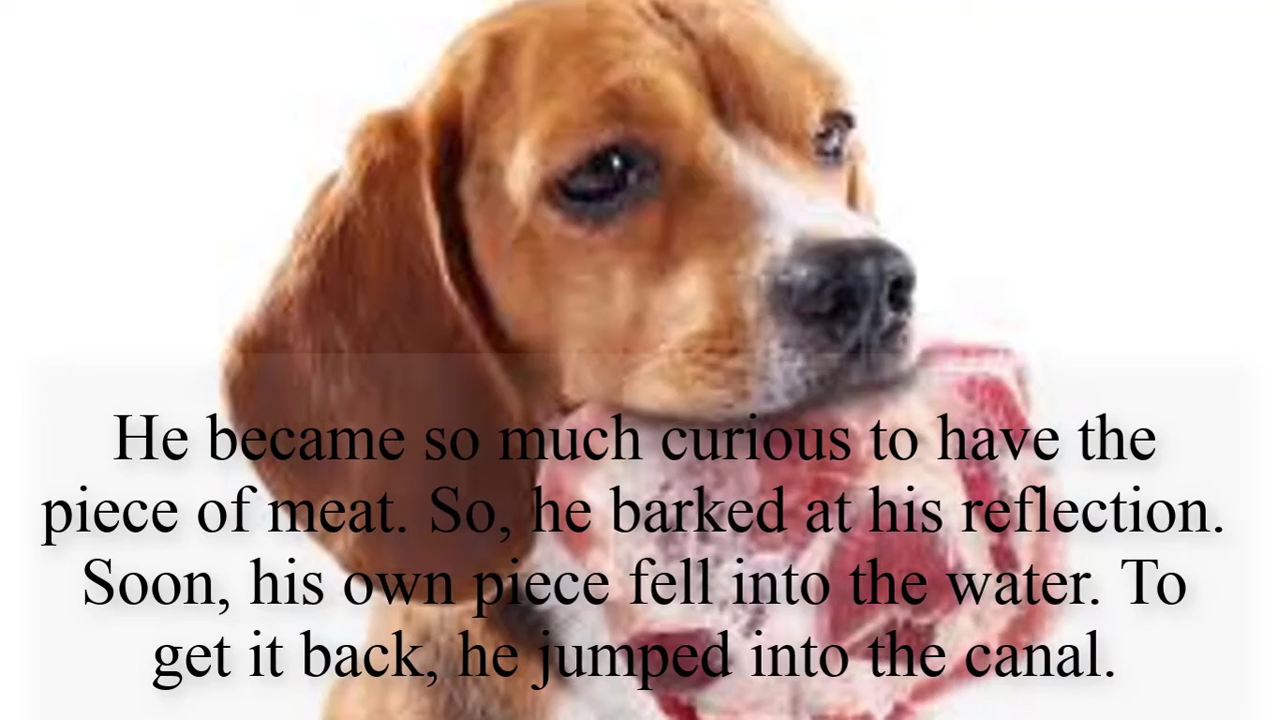 He became so much curious to have the
piece of meat. So, he barked at his reflection.
Soon, his own piece fell into the water. To
get it back, he jumped into the canal.